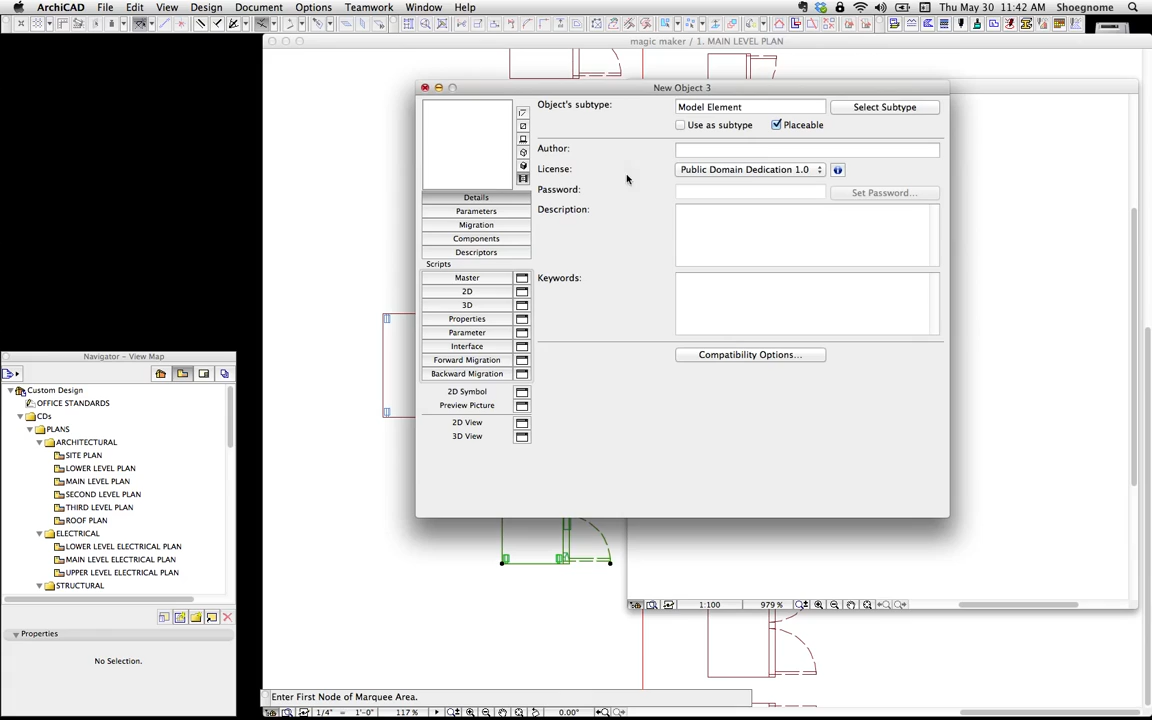 ArchiCAD File Edit View Design Document Options Teamwork Window Help Thu May 30 11:42 AM Shoegnome
magic maker / 1. MAIN LEVEL PLAN
New Object 3
Object's subtype: Model Element Select Subtype
Use as subtype Placeable
Author:
License: Public Domain Dedication 1.0
Password: Set Password...
Description:
Keywords:
Compatibility Options...
Details
Parameters
Migration
Components
Descriptors
Scripts
Master
2D
3D
Properties
Parameter
Interface
Forward Migration
Backward Migration
2D Symbol
Preview Picture
2D View
3D View
Navigator - View Map
Custom Design
OFFICE STANDARDS
CDs
PLANS
ARCHITECTURAL
SITE PLAN
LOWER LEVEL PLAN
MAIN LEVEL PLAN
SECOND LEVEL PLAN
THIRD LEVEL PLAN
ROOF PLAN
ELECTRICAL
LOWER LEVEL ELECTRICAL PLAN
MAIN LEVEL ELECTRICAL PLAN
UPPER LEVEL ELECTRICAL PLAN
STRUCTURAL
Properties
No Selection.
1:100 979 %
Enter First Node of Marquee Area.
1/4" = 1'-0" 117 % 0.00°